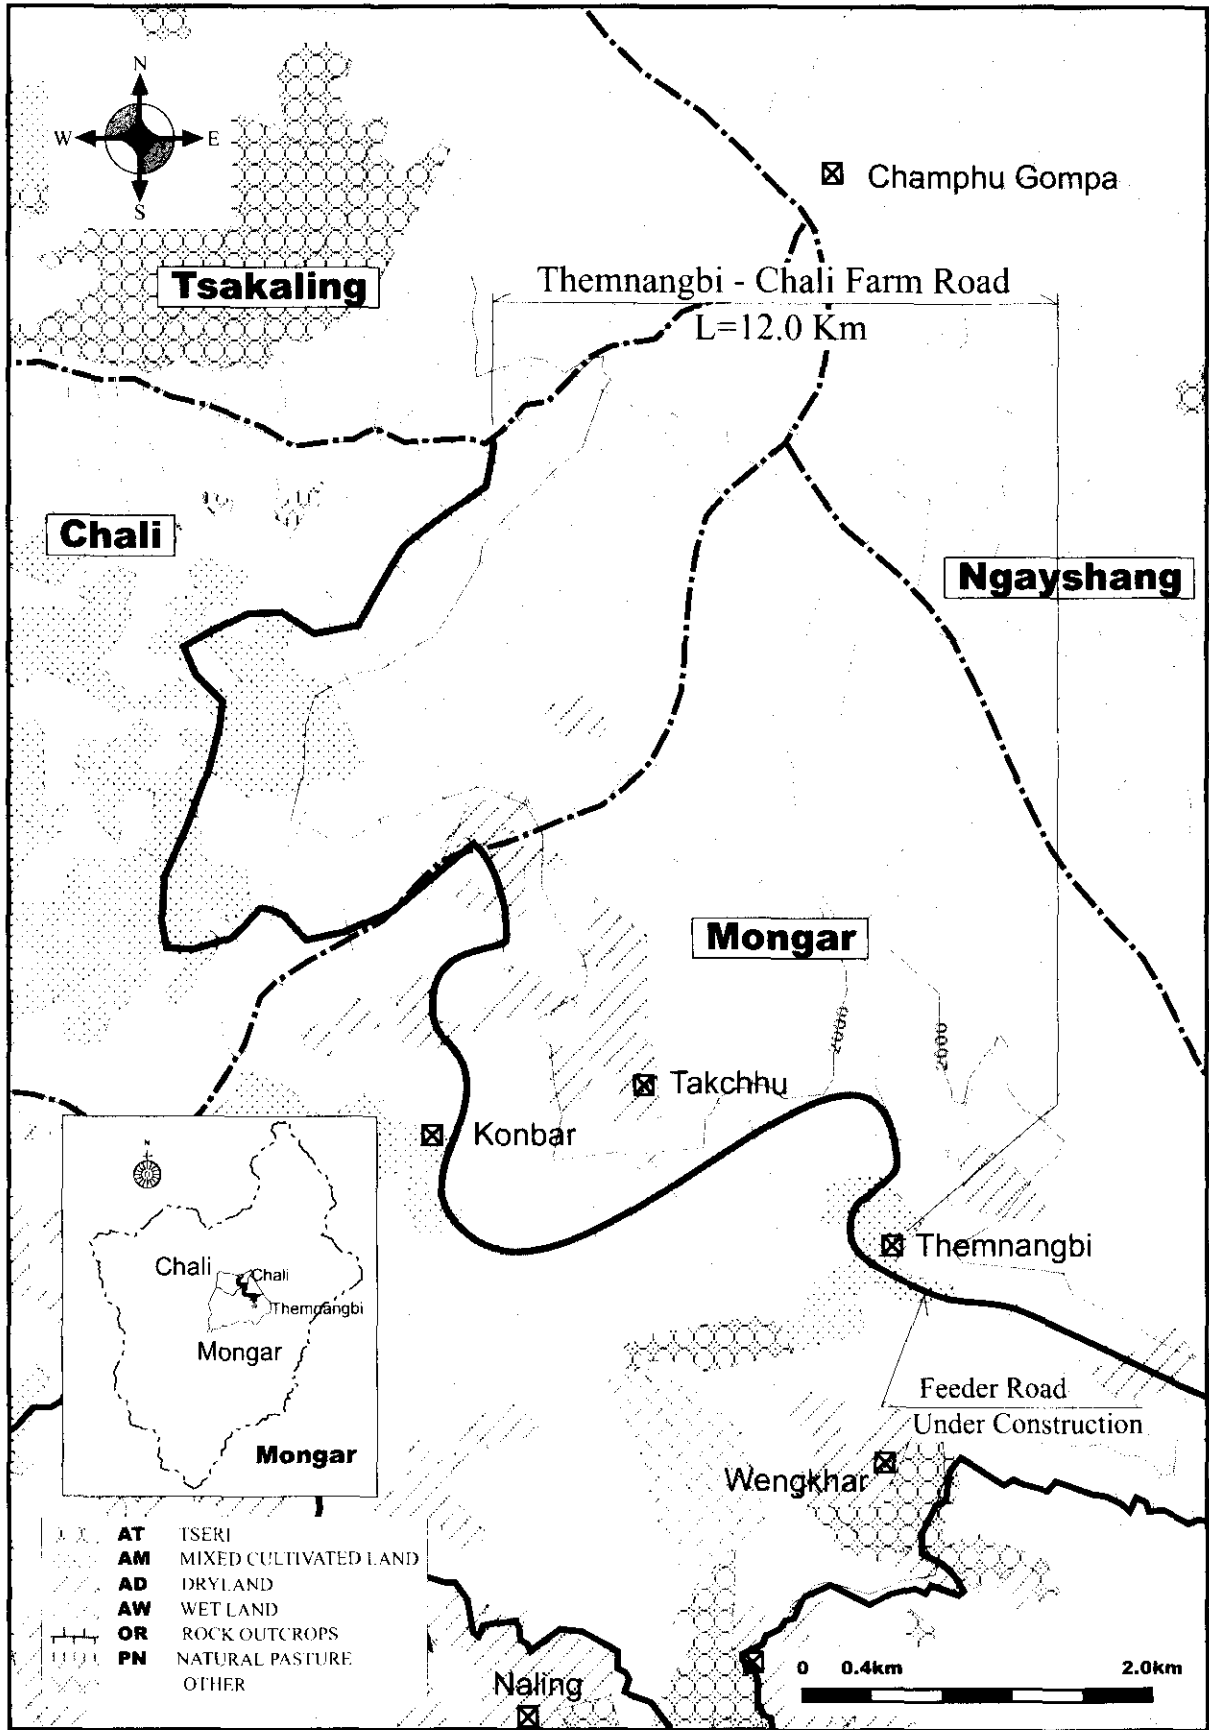 N
W E
S
Champhu Gompa
Tsakaling
Themnangbi - Chali Farm Road
L=12.0 Km
Chali
Ngayshang
Mongar
2000
2000
Takchhu
Konbar
Themnangbi
N
Chali
Chali
Themnangbi
Mongar
Mongar
Feeder Road
Under Construction
Wengkhar
AT TSERI
AM MIXED CULTIVATED LAND
AD DRYLAND
AW WET LAND
OR ROCK OUTCROPS
PN NATURAL PASTURE
OTHER
Naling
0 0.4km 2.0km